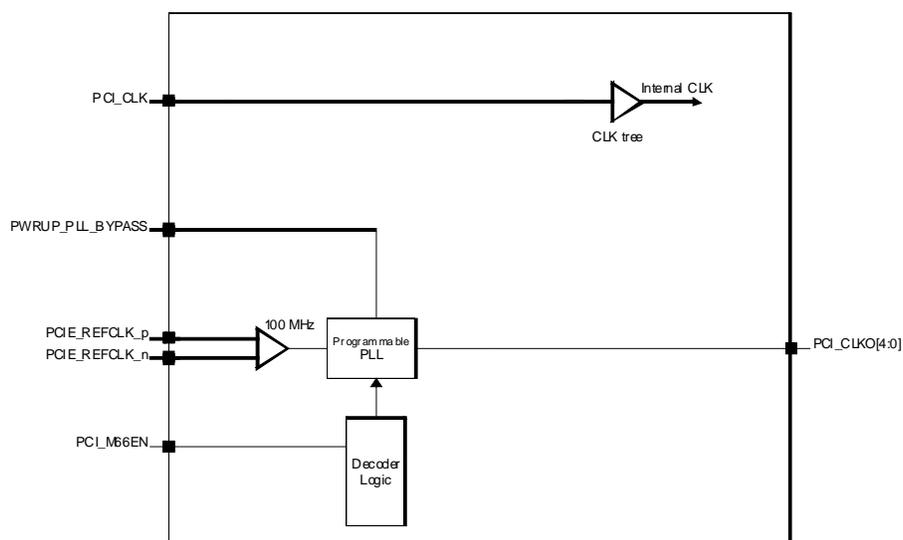 PCI_CLK
Internal CLK
CLK tree
PWRUP_PLL_BYPASS
100 MHz
PCIE_REFCLK_p
PCIE_REFCLK_n
Programmable
PLL
PCI_CLKO[4:0]
PCI_M66EN
Decoder
Logic